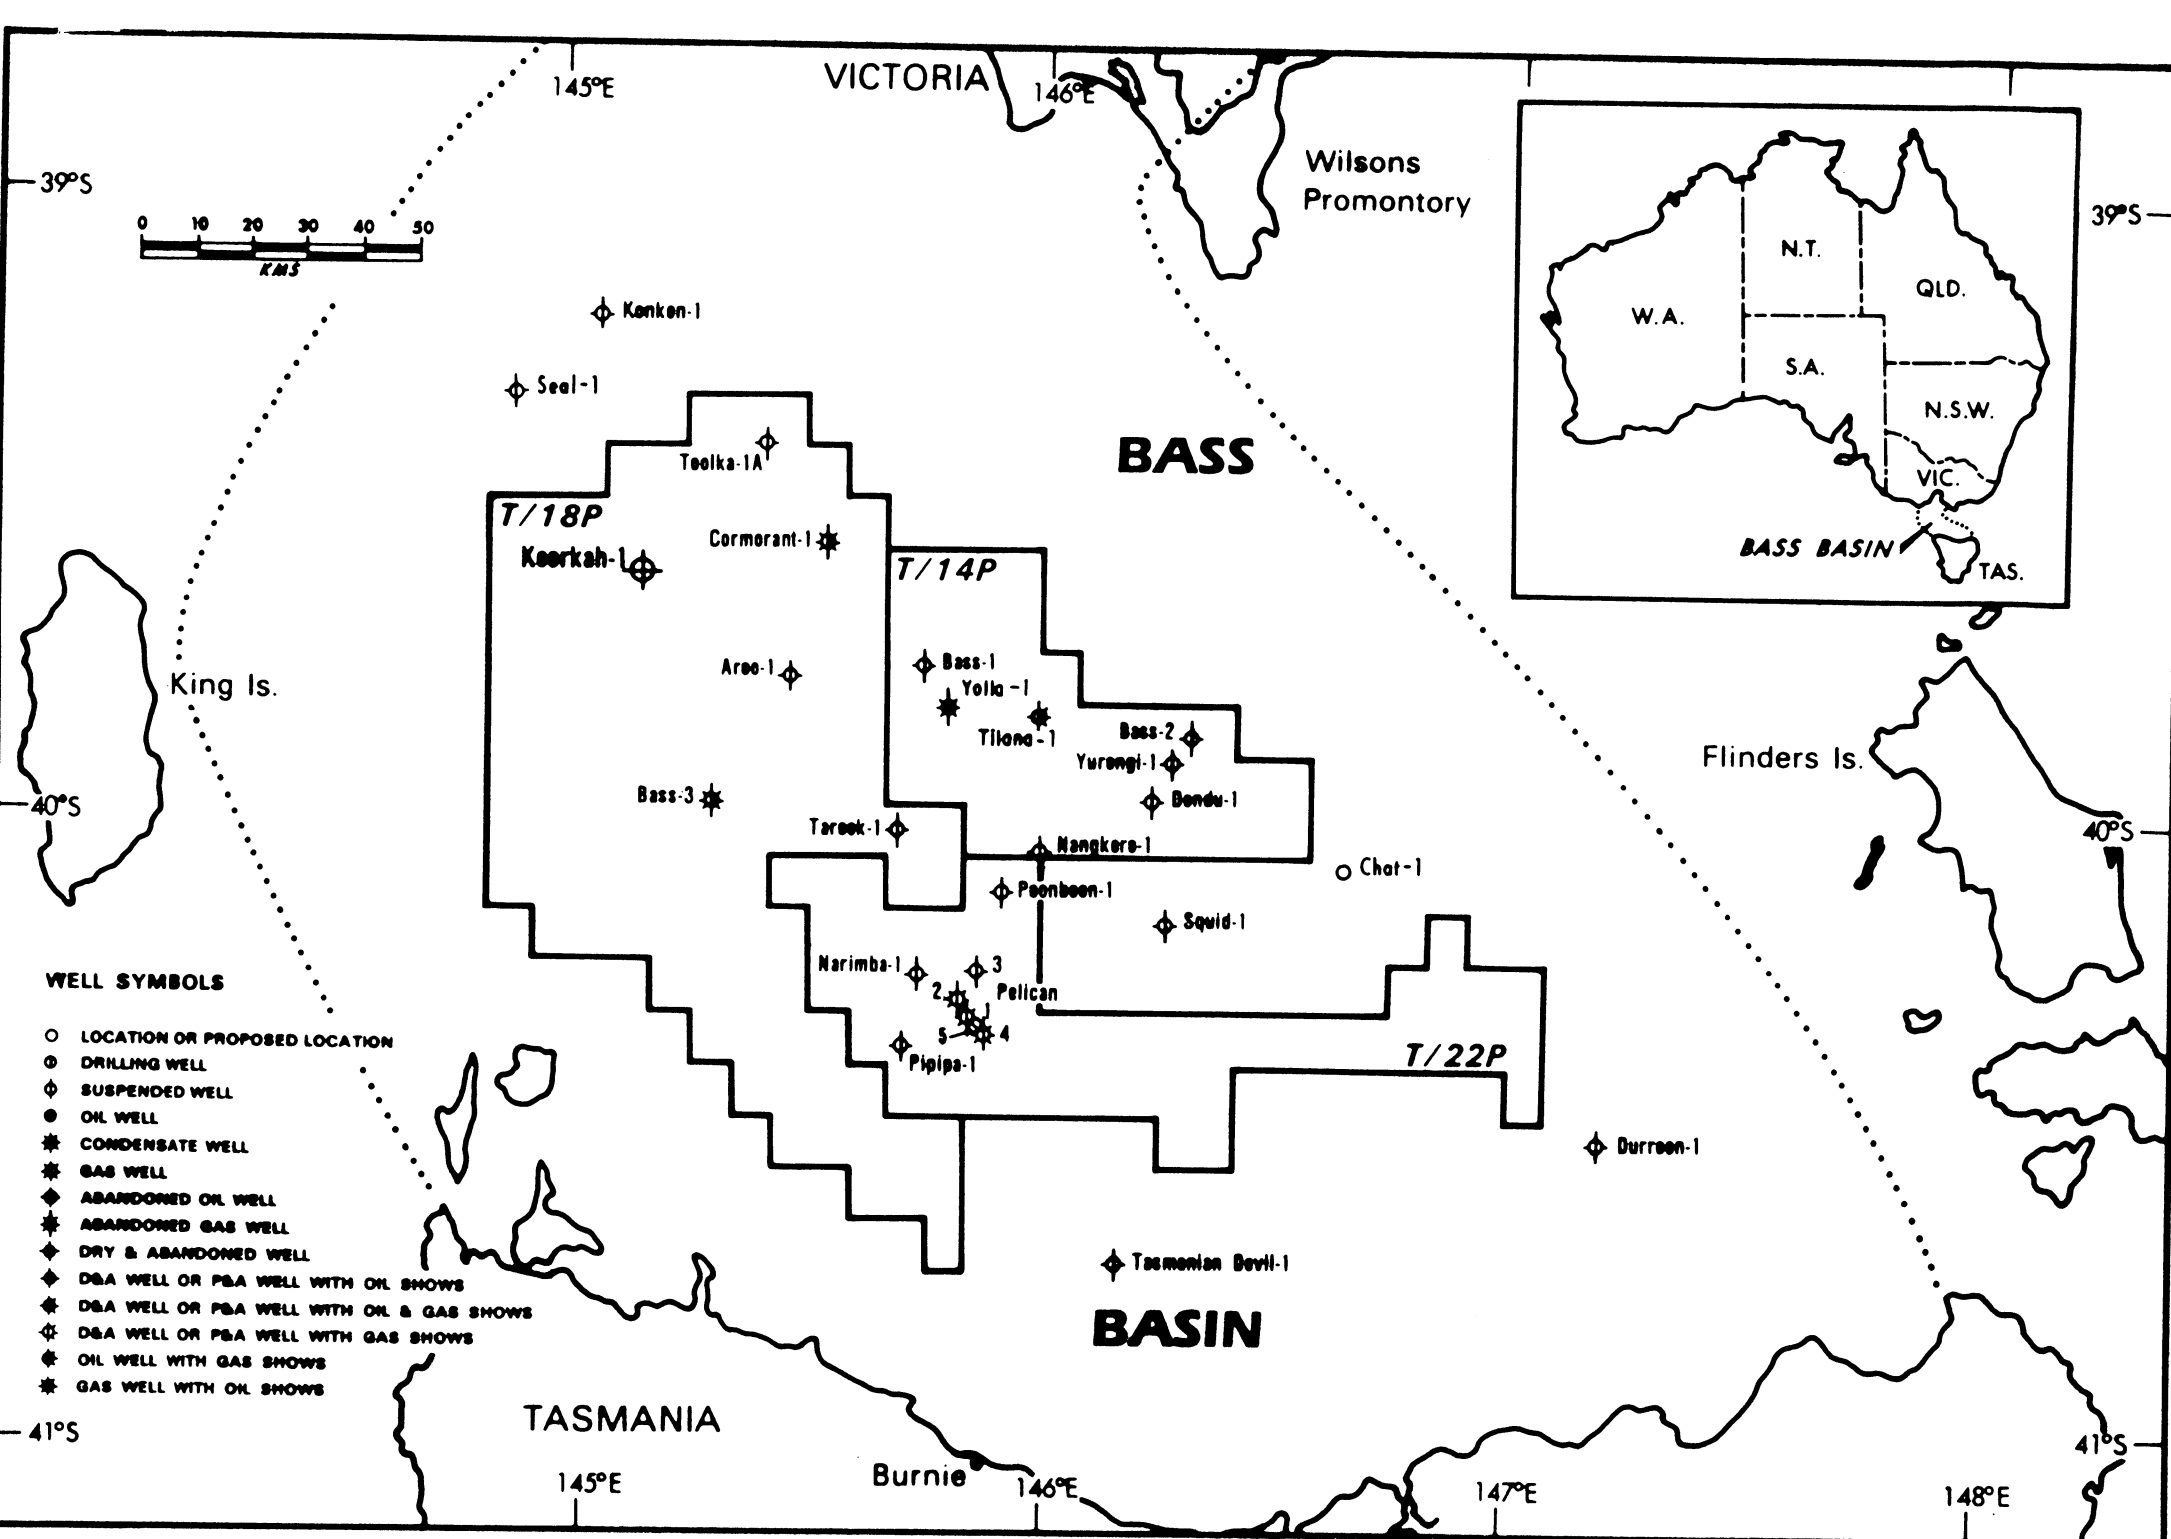 VICTORIA
145°E
146°E
39°S
39°S
0 10 20 30 40 50
KMS
Wilsons
Promontory
Konkon-1
Seal-1
Toolka-1A
BASS
T/18P
Koorkah-1
Cormorant-1
T/14P
Aroo-1
Bass-1
Yolla-1
Tilana-1
Bass-2
Yurongi-1
Dondu-1
Bass-3
Tarook-1
Nangkero-1
Chat-1
Poonboon-1
Squid-1
Narimba-1
3
2
Pelican
1
5
4
Pipipa-1
T/22P
Durroon-1
Tasmanian Devil-1
BASIN
King Is.
Flinders Is.
40°S
40°S
W.A.
N.T.
QLD.
S.A.
N.S.W.
VIC.
BASS BASIN
TAS.
WELL SYMBOLS
LOCATION OR PROPOSED LOCATION
DRILLING WELL
SUSPENDED WELL
OIL WELL
CONDENSATE WELL
GAS WELL
ABANDONED OIL WELL
ABANDONED GAS WELL
DRY & ABANDONED WELL
D&A WELL OR P&A WELL WITH OIL SHOWS
D&A WELL OR P&A WELL WITH OIL & GAS SHOWS
D&A WELL OR P&A WELL WITH GAS SHOWS
OIL WELL WITH GAS SHOWS
GAS WELL WITH OIL SHOWS
TASMANIA
Burnie
41°S
41°S
145°E
146°E
147°E
148°E